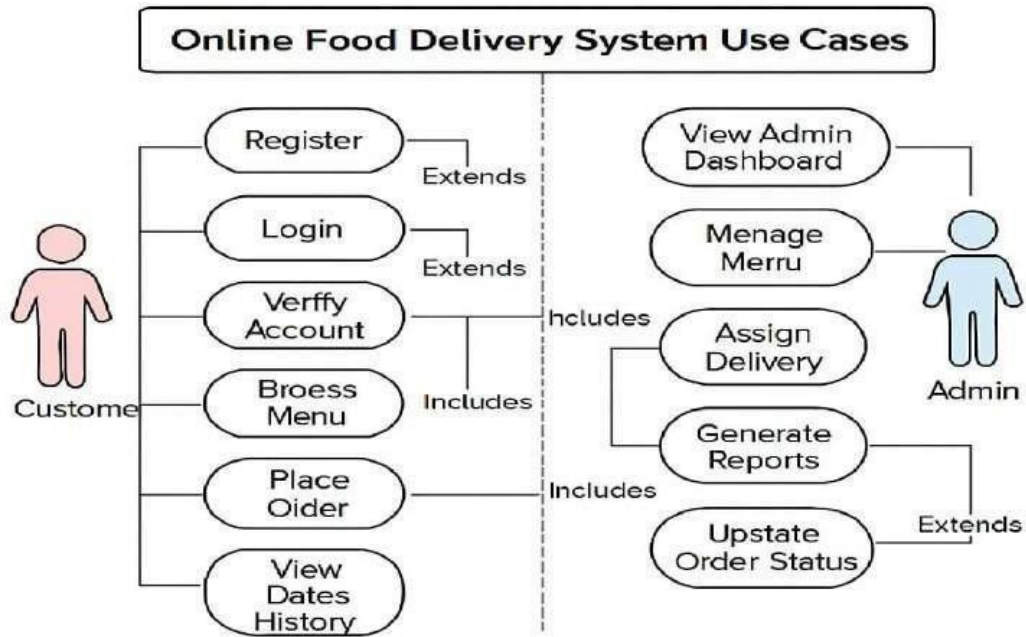 Online Food Delivery System Use Cases
Register
Extends
Login
Extends
Verffy
Account
Includes
Broess
Menu
Place
Oider
View
Dates
History
Custome
hcludes
Includes
View Admin
Dashboard
Menage
Merru
Assign
Delivery
Generate
Reports
Extends
Upstate
Order Status
Admin